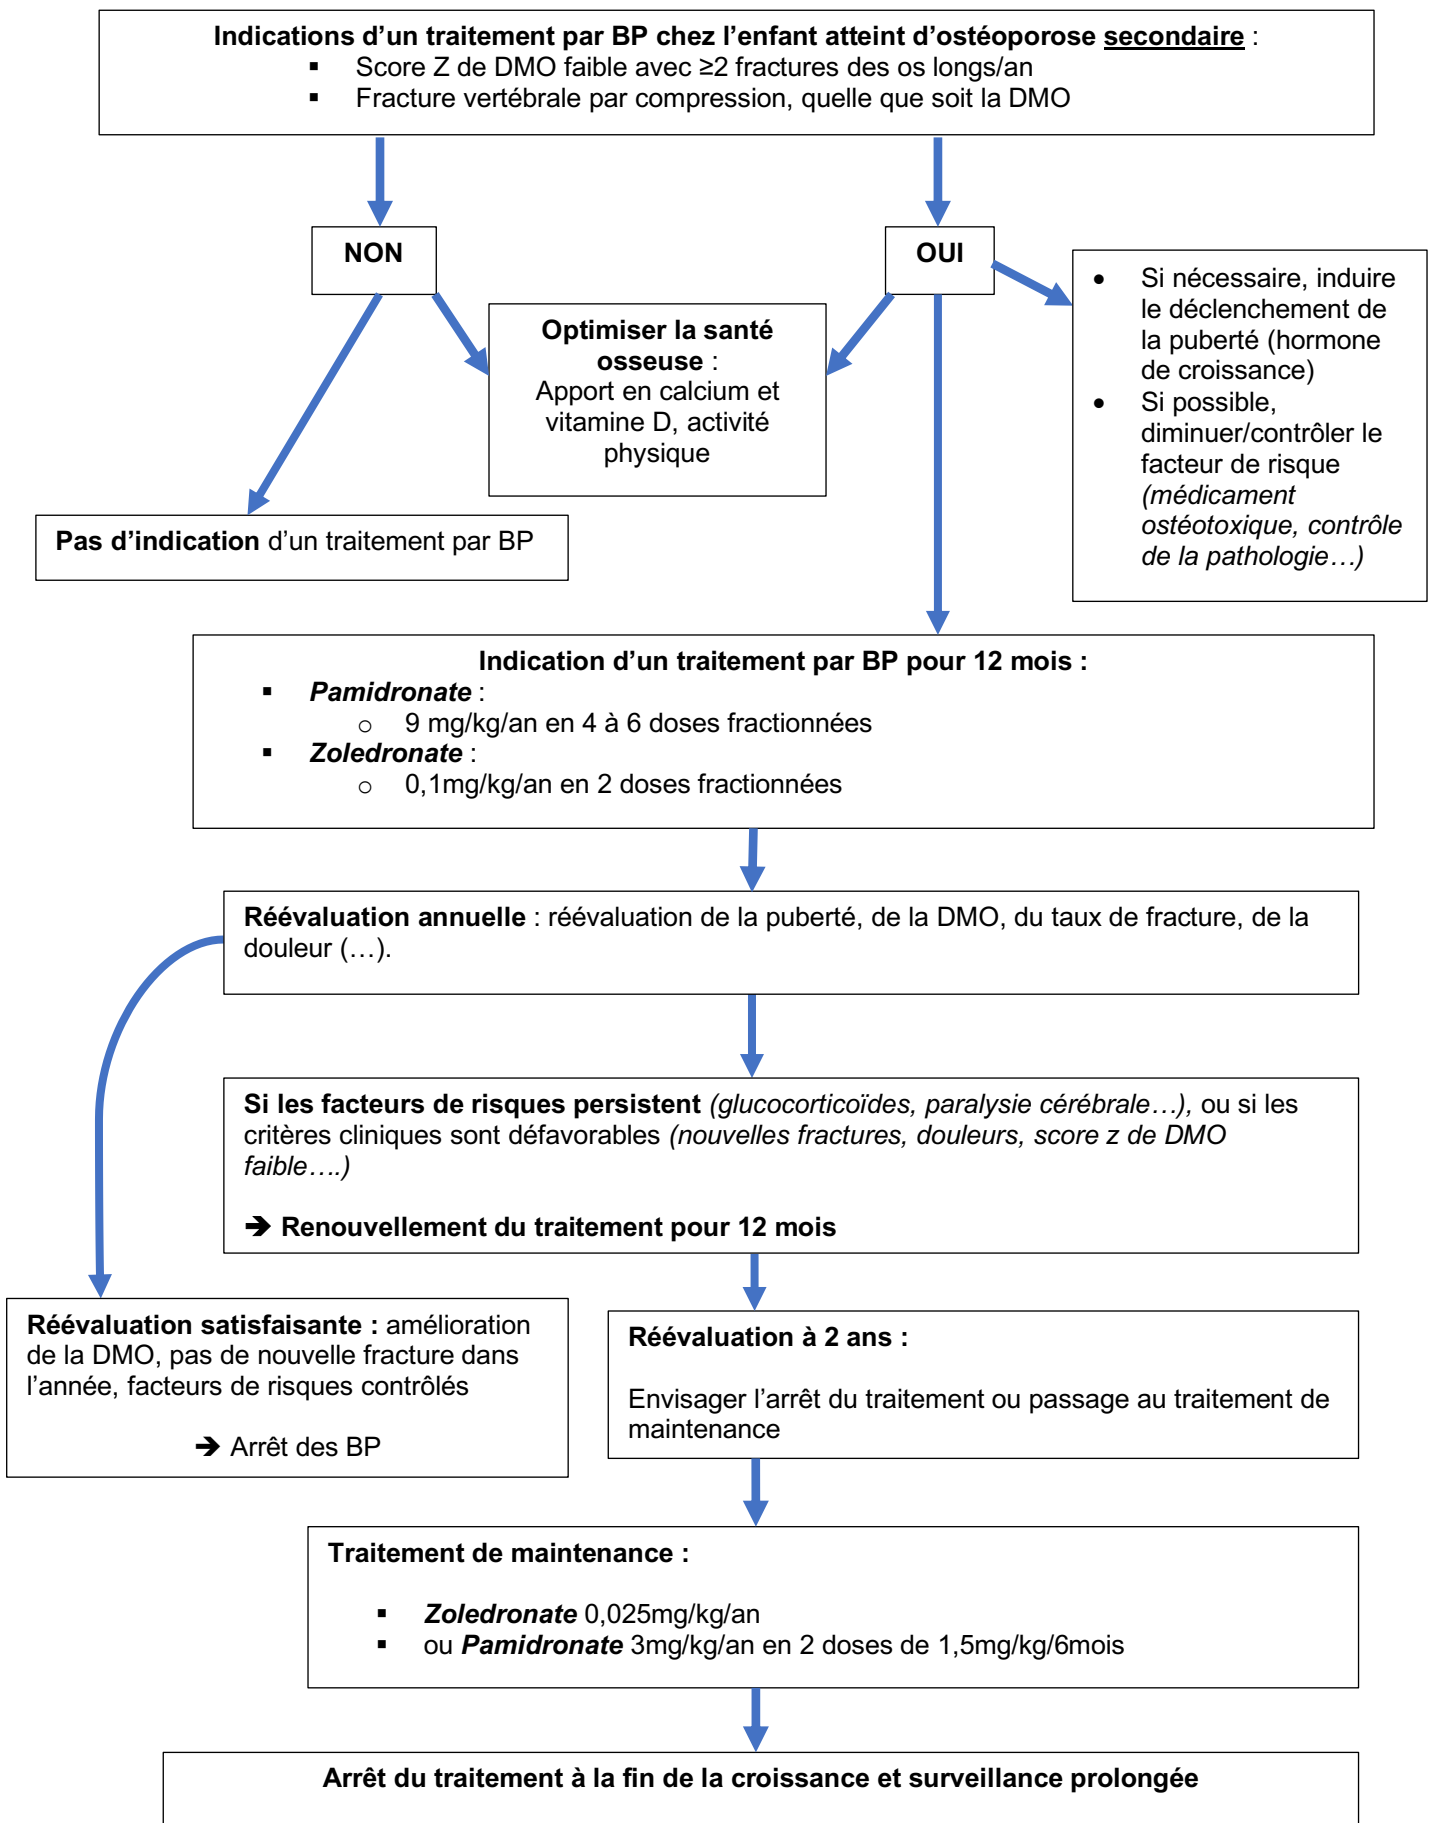 Indications d’un traitement par BP chez l’enfant atteint d’ostéoporose secondaire :
▪ Score Z de DMO faible avec ≥2 fractures des os longs/an
▪ Fracture vertébrale par compression, quelle que soit la DMO
NON
OUI
Optimiser la santé
osseuse :
Apport en calcium et
vitamine D, activité
physique
• Si nécessaire, induire
le déclenchement de
la puberté (hormone
de croissance)
• Si possible,
diminuer/contrôler le
facteur de risque
(médicament
ostéotoxique, contrôle
de la pathologie…)
Pas d’indication d’un traitement par BP
Indication d’un traitement par BP pour 12 mois :
▪ Pamidronate :
o 9 mg/kg/an en 4 à 6 doses fractionnées
▪ Zoledronate :
o 0,1mg/kg/an en 2 doses fractionnées
Réévaluation annuelle : réévaluation de la puberté, de la DMO, du taux de fracture, de la
douleur (…).
Si les facteurs de risques persistent (glucocorticoïdes, paralysie cérébrale…), ou si les
critères cliniques sont défavorables (nouvelles fractures, douleurs, score z de DMO
faible….)
➔ Renouvellement du traitement pour 12 mois
Réévaluation satisfaisante : amélioration
de la DMO, pas de nouvelle fracture dans
l’année, facteurs de risques contrôlés
➔ Arrêt des BP
Réévaluation à 2 ans :
Envisager l’arrêt du traitement ou passage au traitement de
maintenance
Traitement de maintenance :
▪ Zoledronate 0,025mg/kg/an
▪ ou Pamidronate 3mg/kg/an en 2 doses de 1,5mg/kg/6mois
Arrêt du traitement à la fin de la croissance et surveillance prolongée